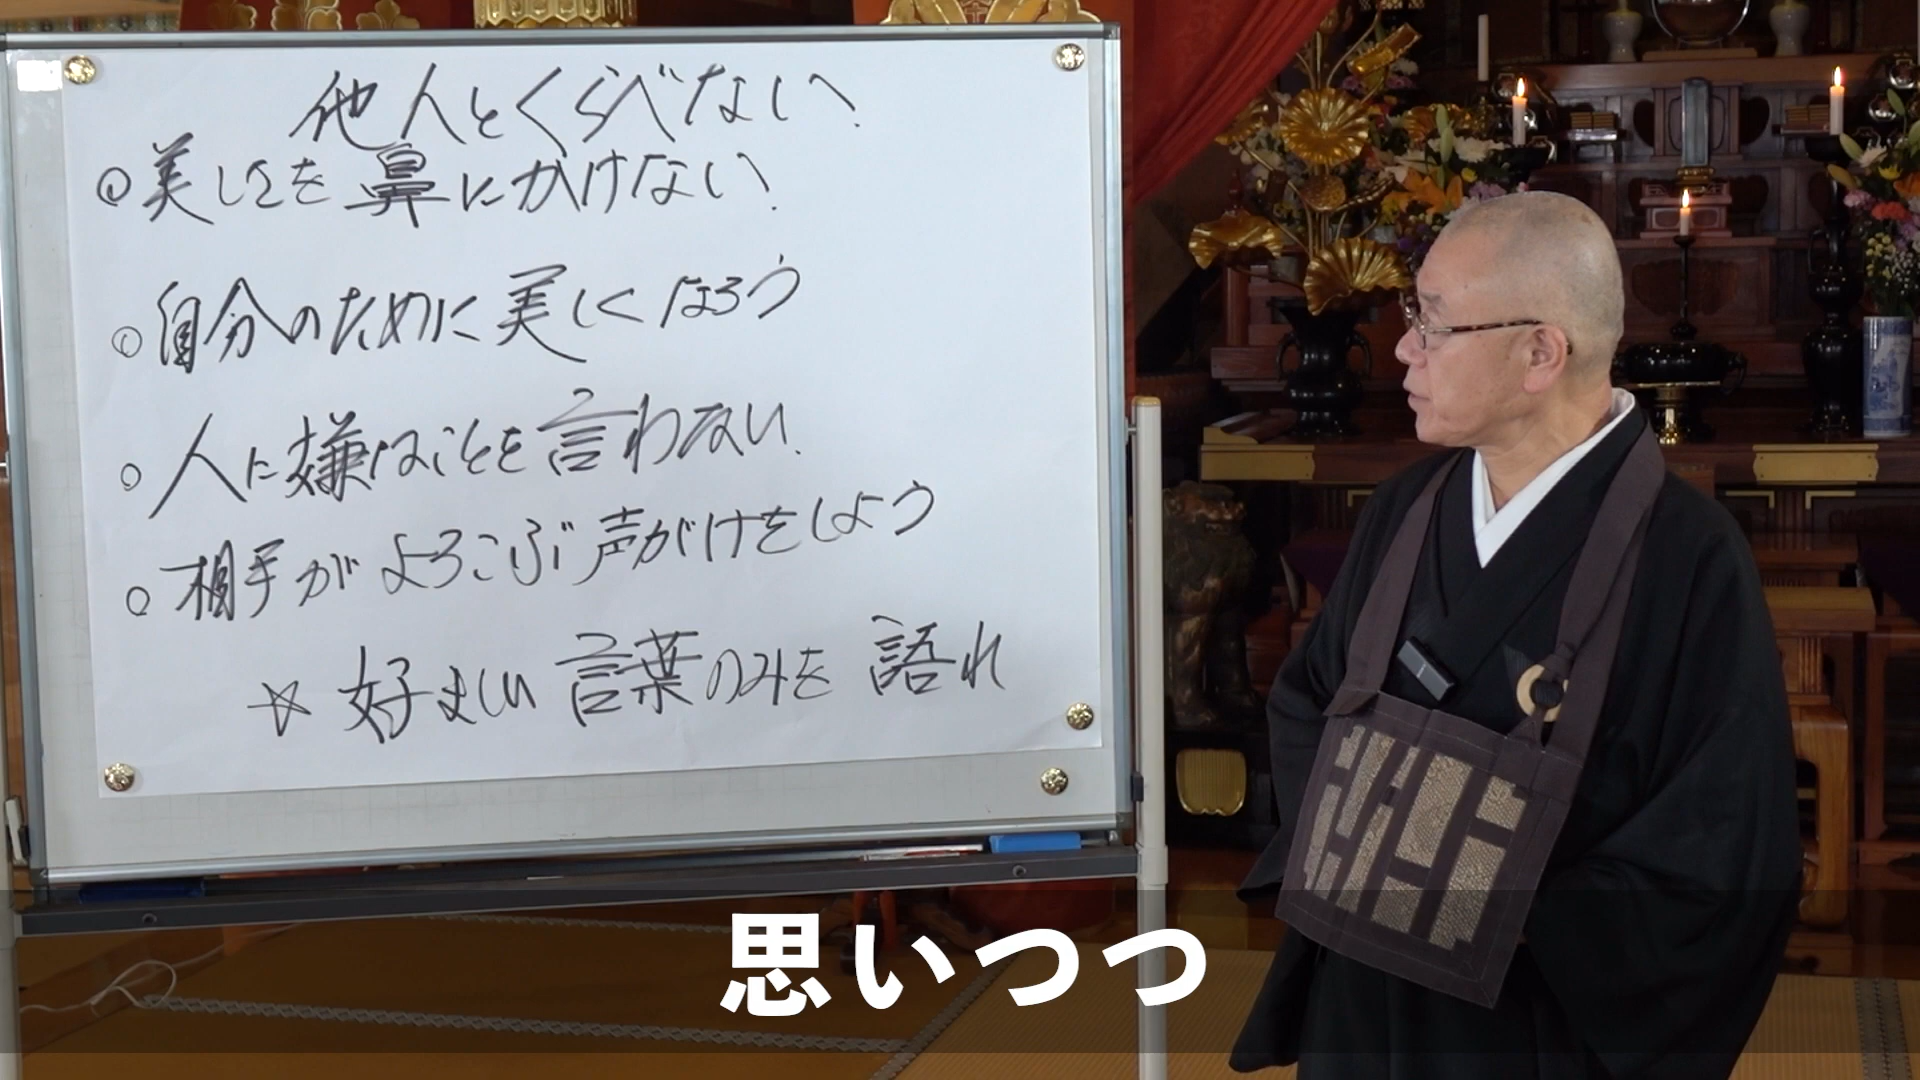 他人とくらべない
○美しさを鼻にかけない
○自分のために美しくなろう
○人に嫌なことを言わない
○相手がよろこぶ声がけをしよう
☆好ましい言葉のみを語れ
思いつつ